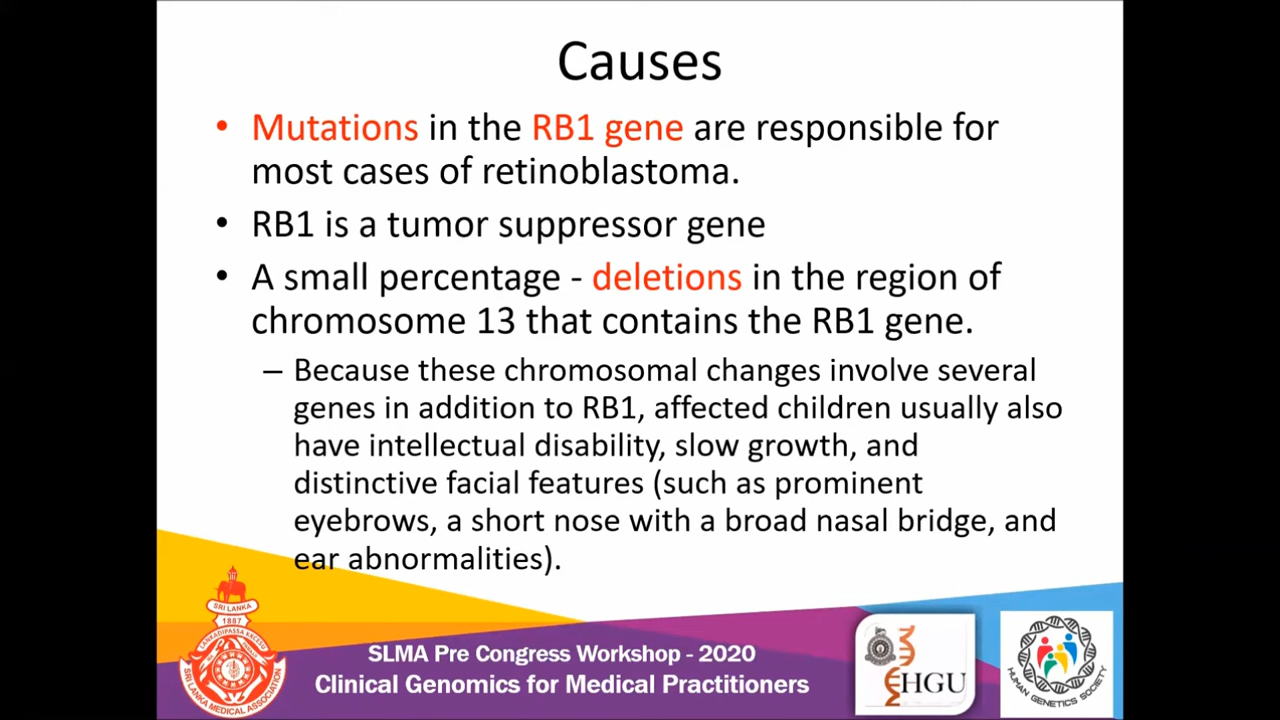 Causes
• Mutations in the RB1 gene are responsible for
most cases of retinoblastoma.
• RB1 is a tumor suppressor gene
• A small percentage - deletions in the region of
chromosome 13 that contains the RB1 gene.
– Because these chromosomal changes involve several
genes in addition to RB1, affected children usually also
have intellectual disability, slow growth, and
distinctive facial features (such as prominent
eyebrows, a short nose with a broad nasal bridge, and
ear abnormalities).
SRI LANKA
1887
SRI LANKA MEDICAL ASSOCIATION
SLMA Pre Congress Workshop - 2020
Clinical Genomics for Medical Practitioners
HGU
HUMAN GENETICS SOCIETY